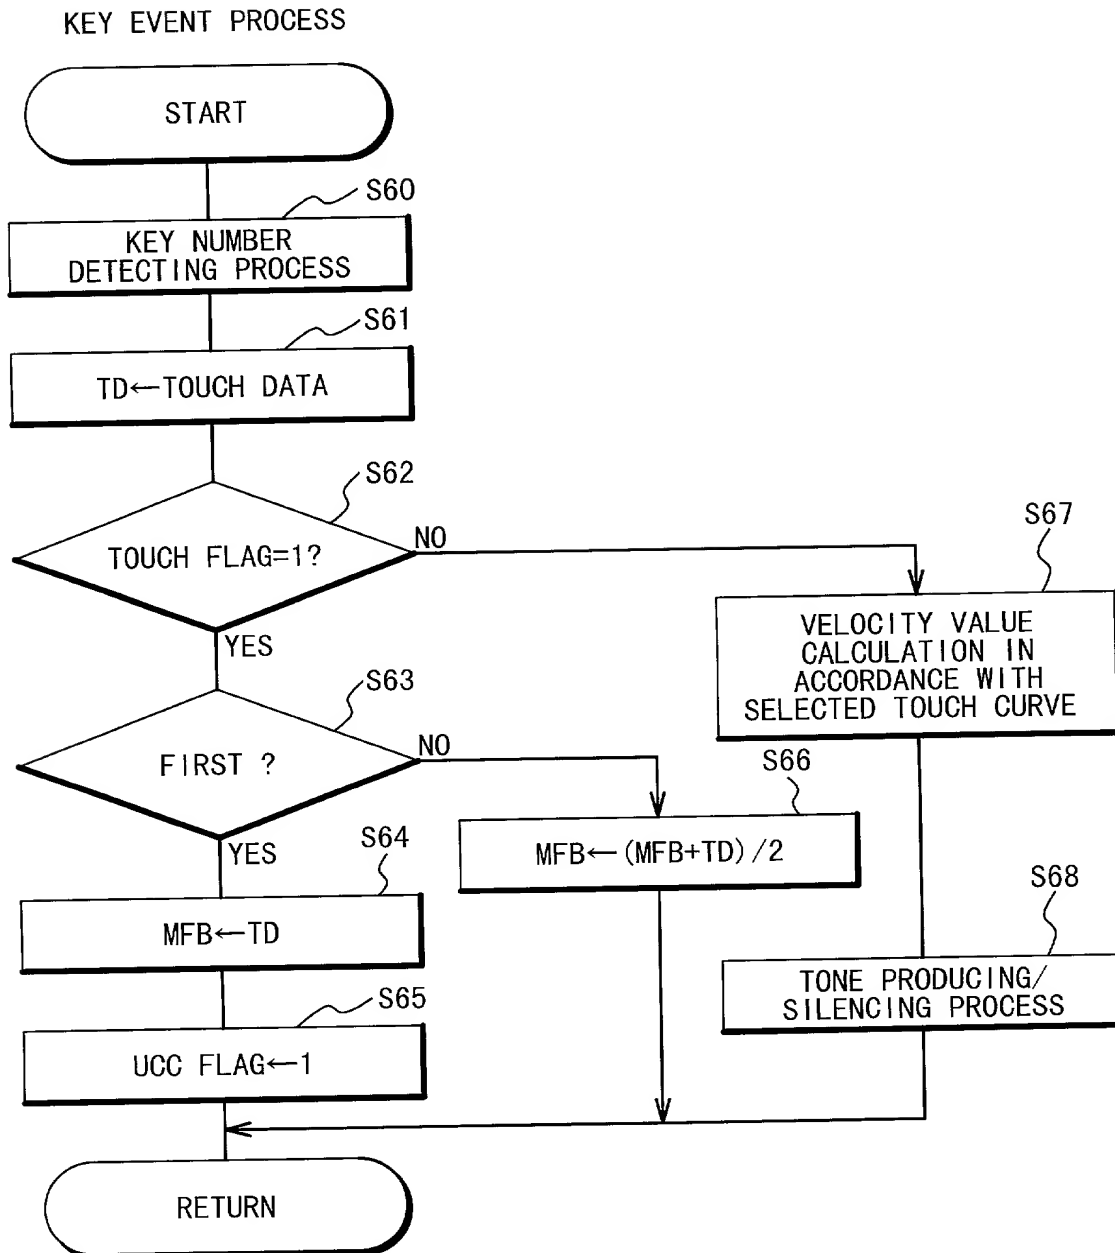 KEY EVENT PROCESS
START
S60
KEY NUMBER
DETECTING PROCESS
S61
TD←TOUCH DATA
S62
TOUCH FLAG=1?
NO
YES
S67
VELOCITY VALUE
CALCULATION IN
ACCORDANCE WITH
SELECTED TOUCH CURVE
S63
FIRST ?
NO
YES
S66
MFB←(MFB+TD)/2
S64
MFB←TD
S68
TONE PRODUCING/
SILENCING PROCESS
S65
UCC FLAG←1
RETURN